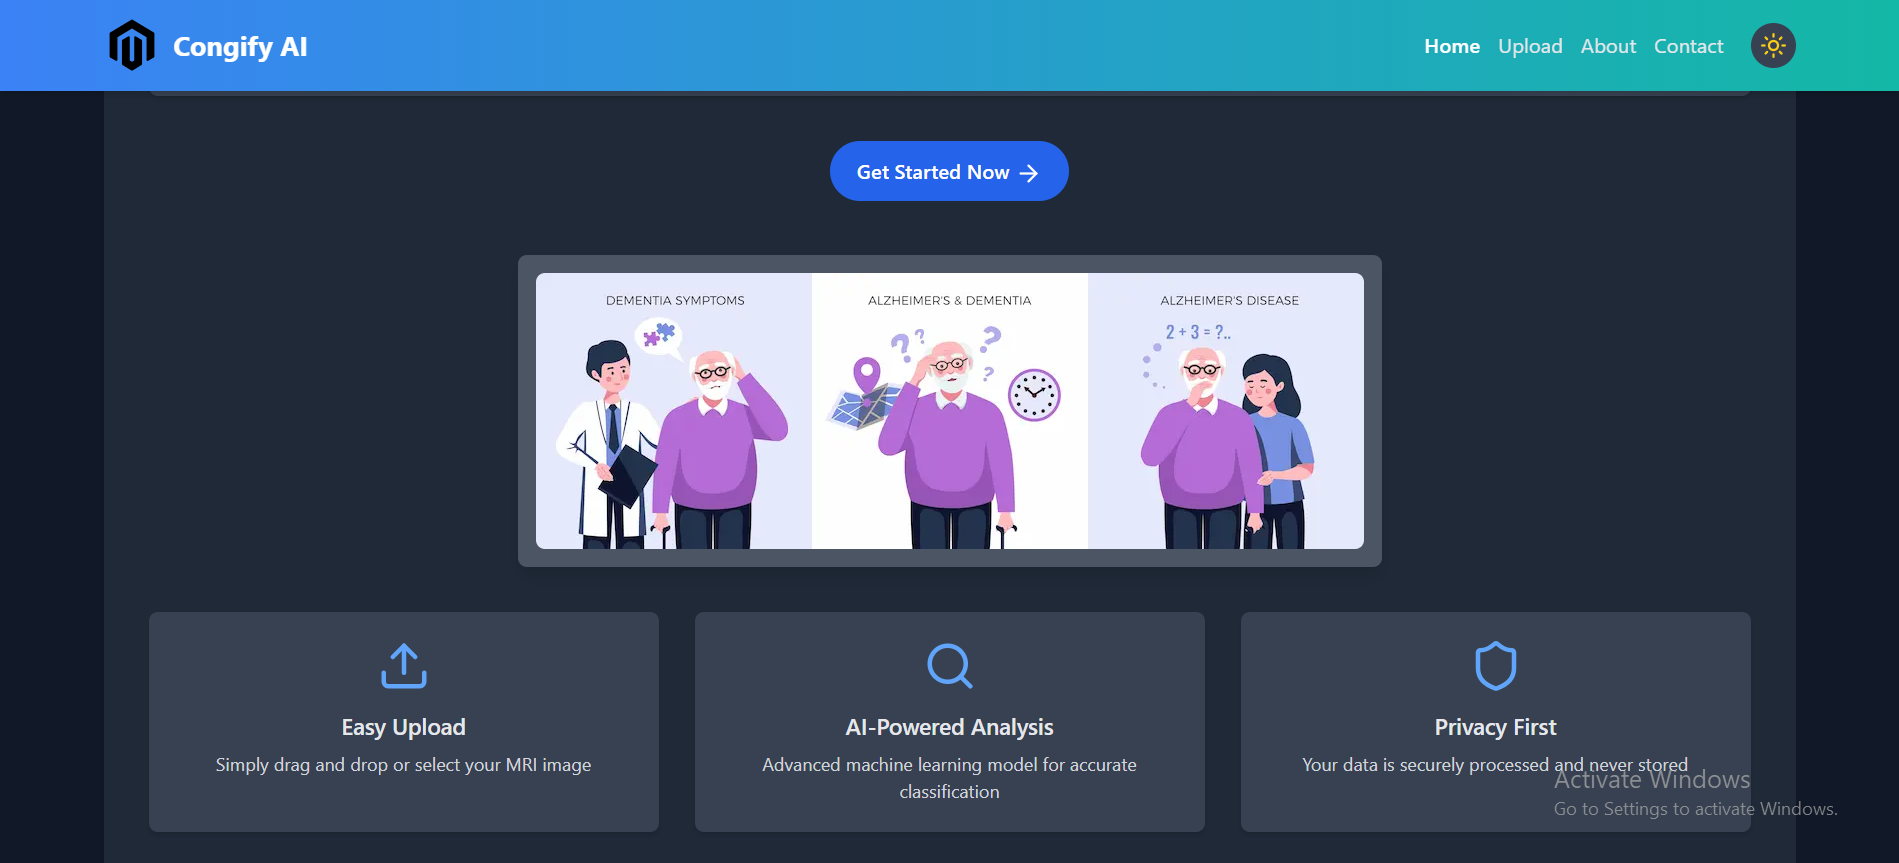 Congify AI
Home Upload About Contact
Get Started Now
DEMENTIA SYMPTOMS
ALZHEIMER'S & DEMENTIA
ALZHEIMER'S DISEASE
? ? ? ?
2 + 3 = ?..
Easy Upload
Simply drag and drop or select your MRI image
AI-Powered Analysis
Advanced machine learning model for accurate
classification
Privacy First
Your data is securely processed and never stored
Activate Windows
Go to Settings to activate Windows.